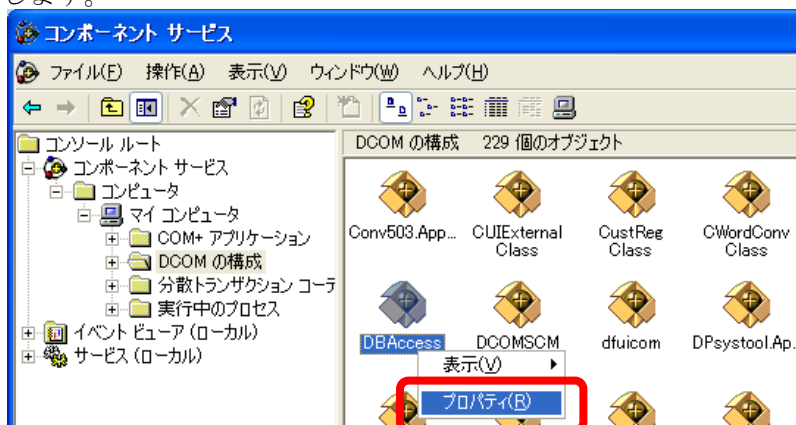 します。
コンポーネント サービス
ファイル(F) 操作(A) 表示(V) ウィンドウ(W) ヘルプ(H)
コンソール ルート
コンポーネント サービス
コンピュータ
マイ コンピュータ
COM+ アプリケーション
DCOM の構成
分散トランザクション コーデ
実行中のプロセス
イベント ビューア (ローカル)
サービス (ローカル)
DCOM の構成 229 個のオブジェクト
Conv503.App... CUIExternal Class CustReg Class CWordConv Class
DBAccess DCOMSCM dfuicom DPsystool.Ap.
表示(V)
プロパティ(R)